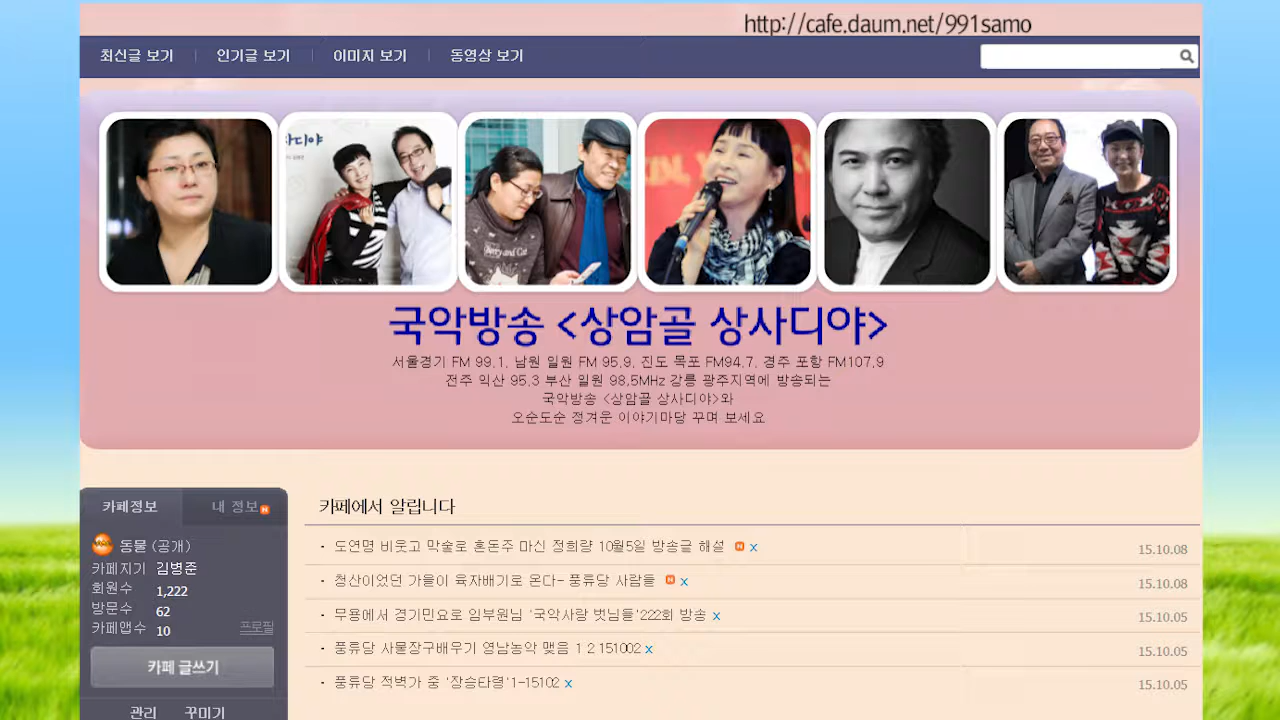 http://cafe.daum.net/991samo
최신글 보기 | 인기글 보기 | 이미지 보기 | 동영상 보기
국악방송 <상암골 상사디야>
서울경기 FM 99.1, 남원 일원 FM 95.9, 진도 목포 FM94.7, 경주 포항 FM107.9
전주 익산 95.3 부산 일원 98.5MHz 강릉 광주지역에 방송되는
국악방송 <상암골 상사디야>와
오순도순 정겨운 이야기마당 꾸며 보세요
카페정보 내 정보 N
동물 (공개)
카페지기 김병준
회원수 1,222
방문수 62
카페앱수 10 프로필
카페 글쓰기
관리 꾸미기
카페에서 알립니다
· 도연명 비웃고 막술로 혼돈주 마신 정희량 10월5일 방송글 해설 N x 15.10.08
· 청산이었던 가을이 육자배기로 온다- 풍류당 사람들 N x 15.10.08
· 무용에서 경기민요로 임부원님 '국악사랑 벗님들'222회 방송 x 15.10.05
· 풍류당 사물장구배우기 영남농악 맺음 1 2 151002 x 15.10.05
· 풍류당 적벽가 중 '장승타령'1-15102 x 15.10.05